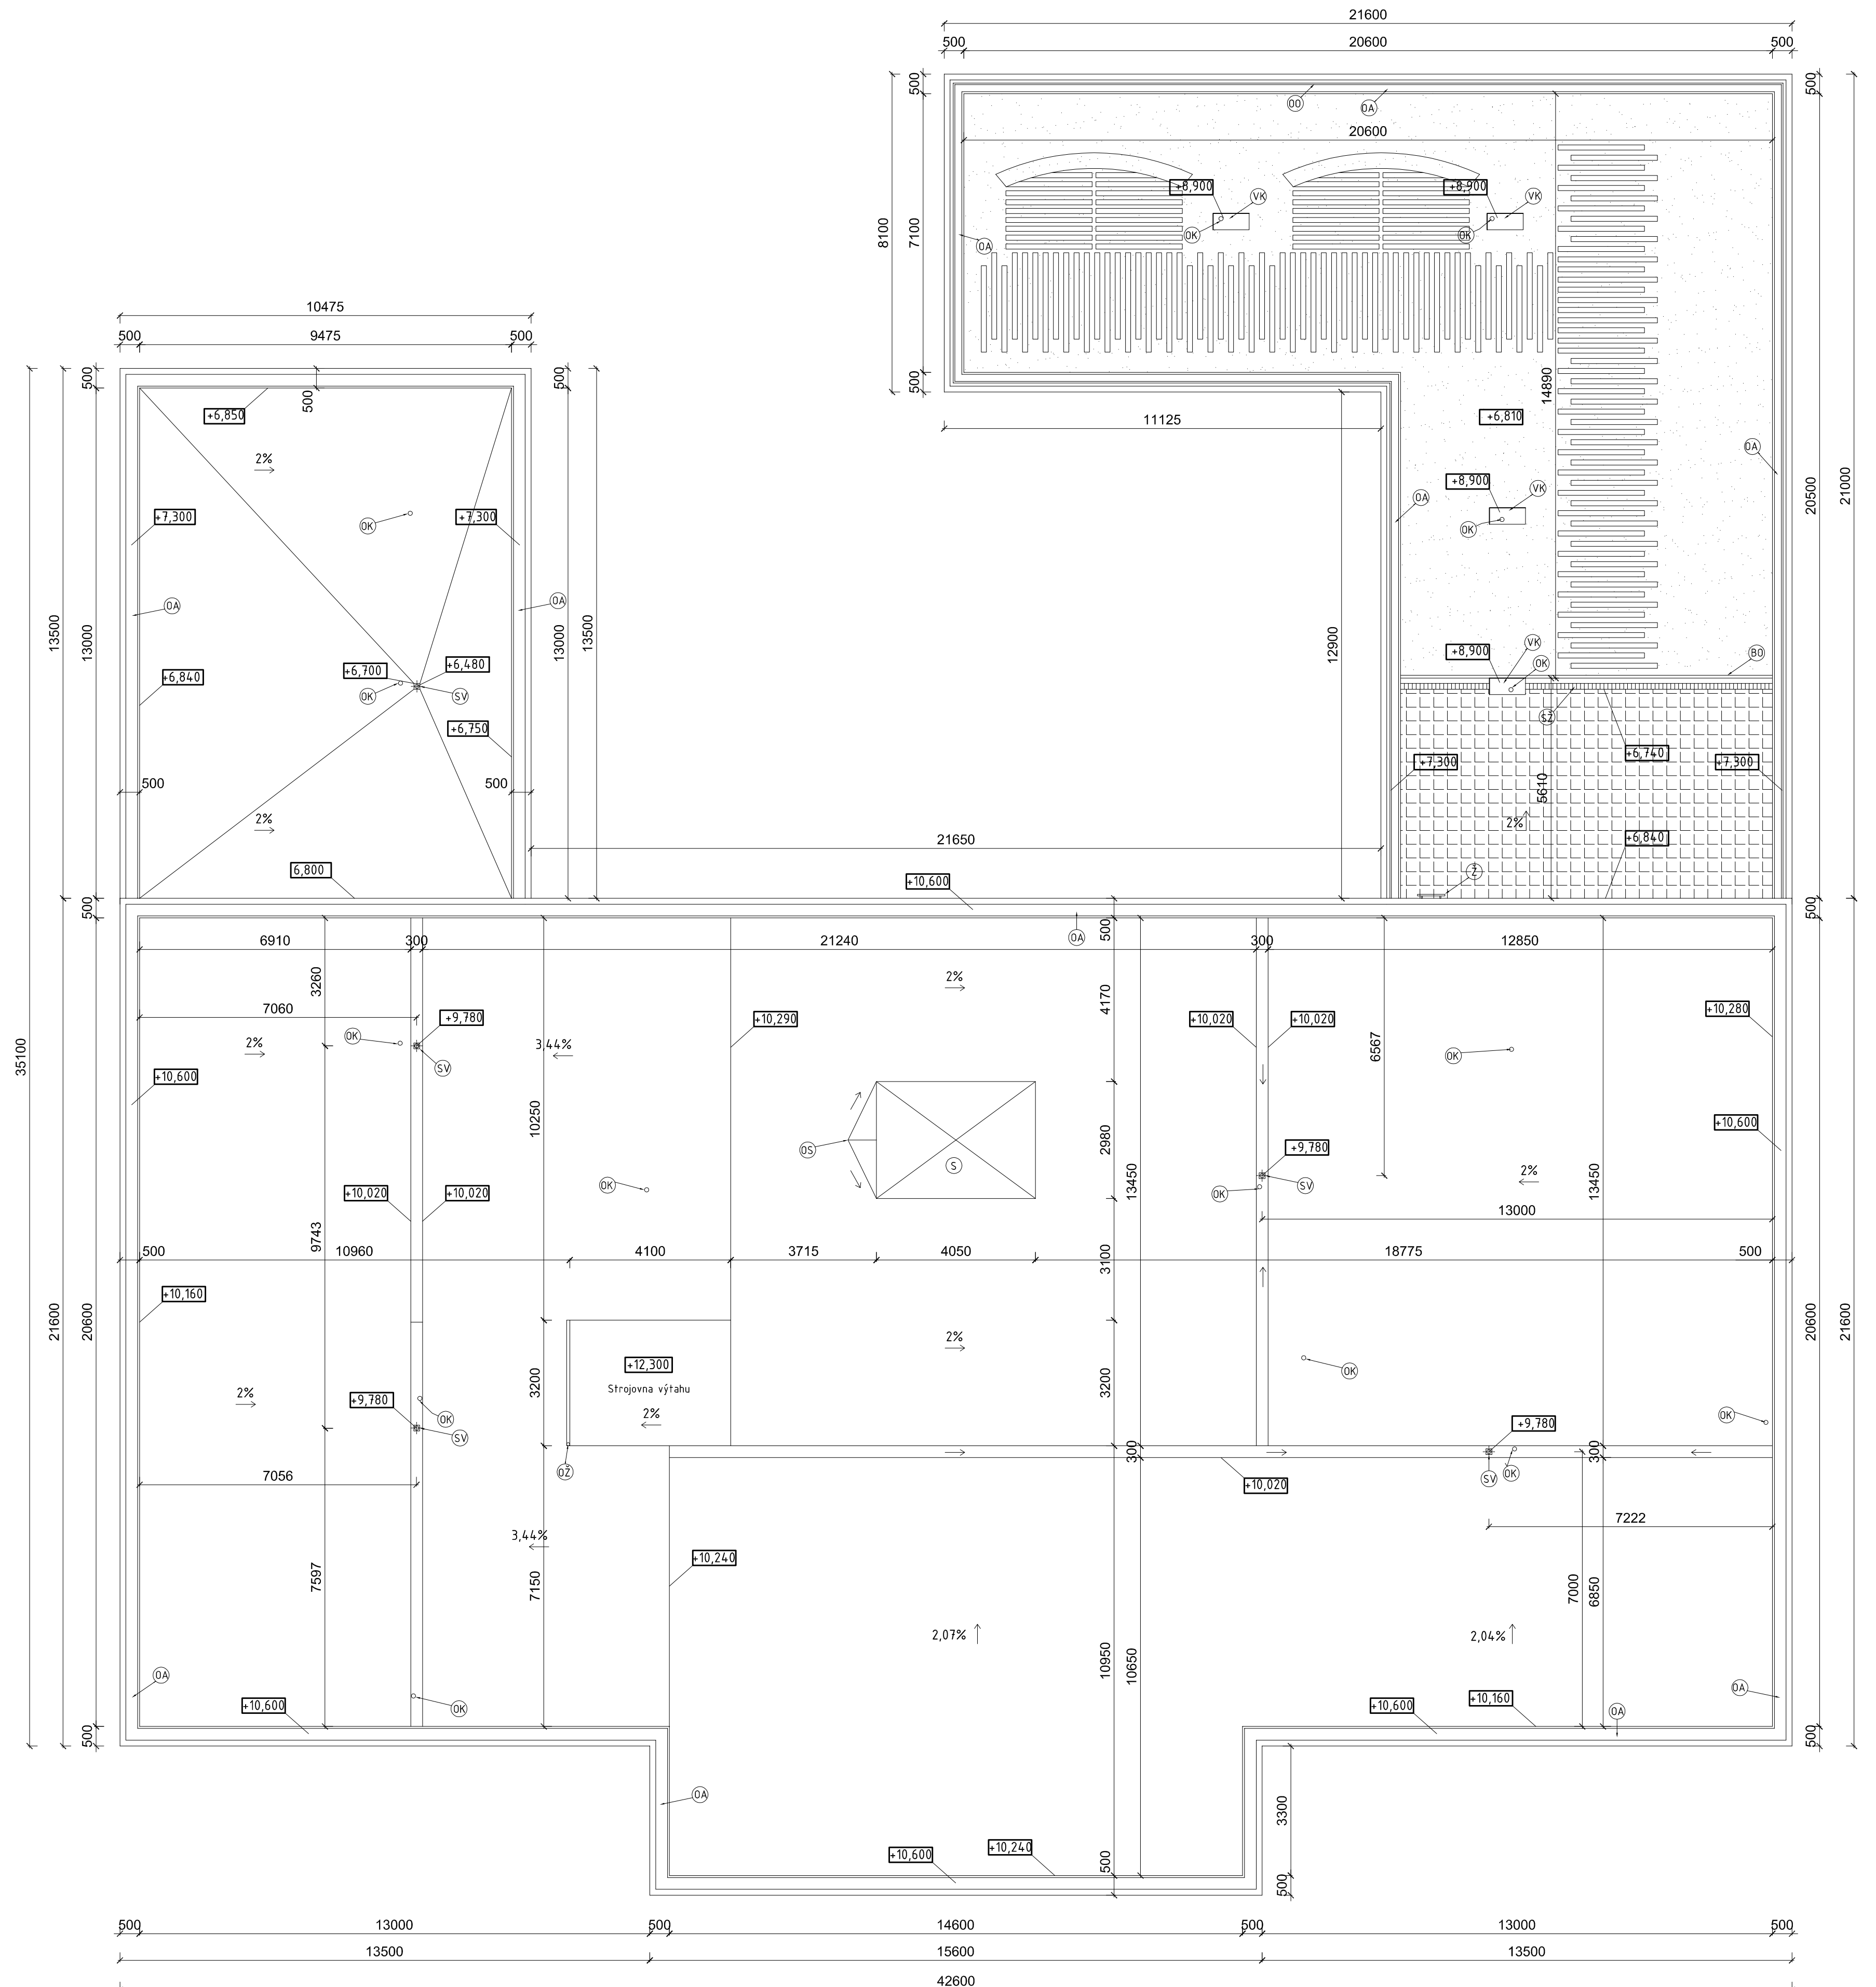 21600
500 20600 500
500
OO
OA
20600
+8,900
VK
OK
+8,900
VK
OK
OA
8100
7100
500
500
10475
500 9475 500
500
500
500
+6,850
2%
+7,300
+7,300
OK
OA
OA
+6,840
+6,700
+6,480
OK
SV
+6,750
500
500
2%
6,800
13500
13000
13000
13500
11125
14890
+6,810
OA
+8,900
VK
OK
OA
12900
20500
21000
+8,900
VK
OK
BO
SŽ
+6,740
+7,300
+7,300
5610
2%
+6,840
Ž
21650
+10,600
OA
500
500
500
6910 300 21240 300 12850
3260
7060
2%
OK
+9,780
SV
3,44%
+10,290
2%
4170
+10,020
+10,020
6567
OK
+10,280
+10,600
10250
OS
S
2980
13450
+9,780
OK
SV
2%
13450
+10,600
OK
+10,020
+10,020
9743
13000
500 10960 4100 3715 4050 18775 500
3100
35100
21600
20600
20600
21600
+10,160
2%
+9,780
OK
SV
3200
+12,300
Strojovna výtahu
2%
OŽ
2%
3200
OK
OK
+9,780
SV
OK
300
300
+10,020
7056
7222
3,44%
7597
7150
+10,240
2,07%
10950
10650
2,04%
7000
6850
OA
+10,600
OK
+10,600
+10,160
OA
OA
500
500
OA
3300
+10,600
+10,240
500
500
500 13000 500 14600 500 13000 500
13500 15600 13500
42600